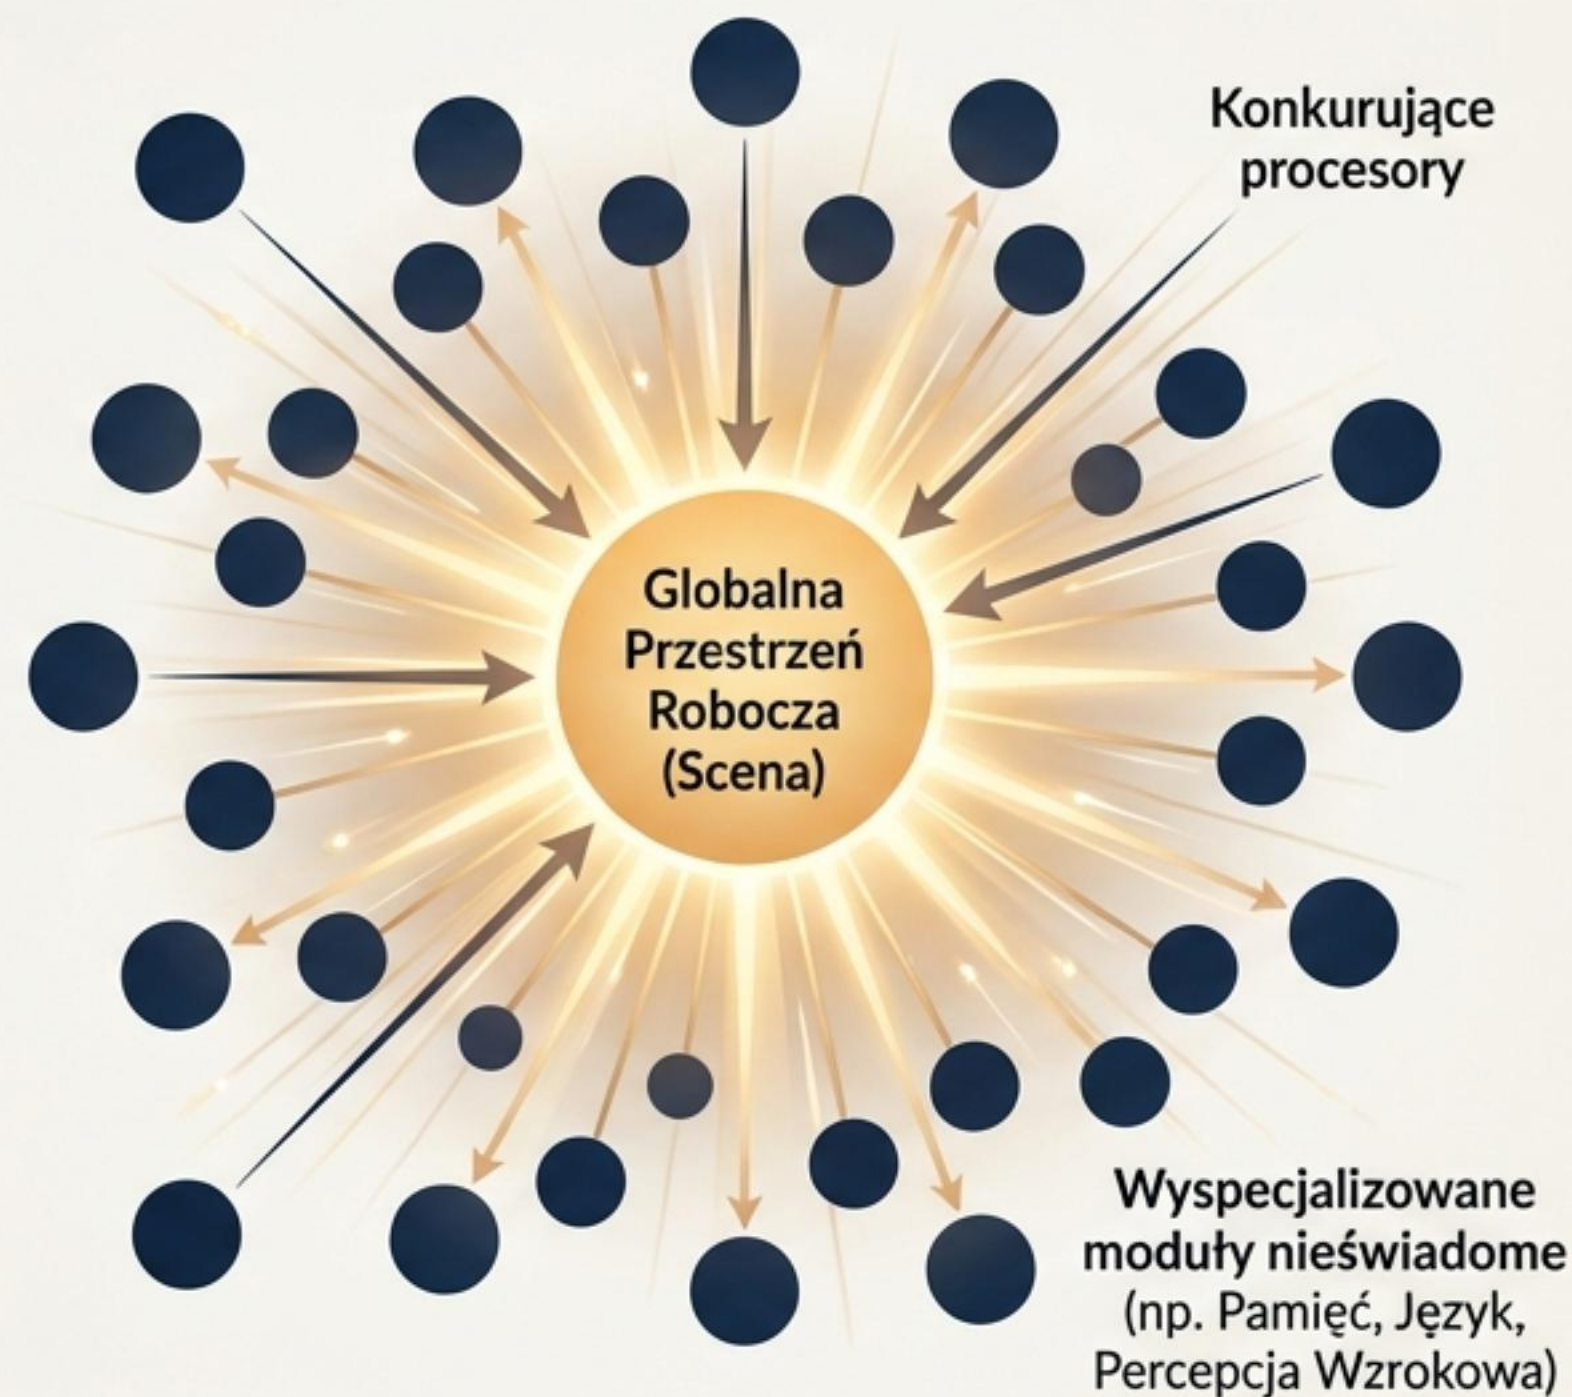 Konkurujące
procesory
Globalna
Przestrzeń
Robocza
(Scena)
Wyspecjalizowane
moduły nieświadome
(np. Pamięć, Język,
Percepcja Wzrokowa)